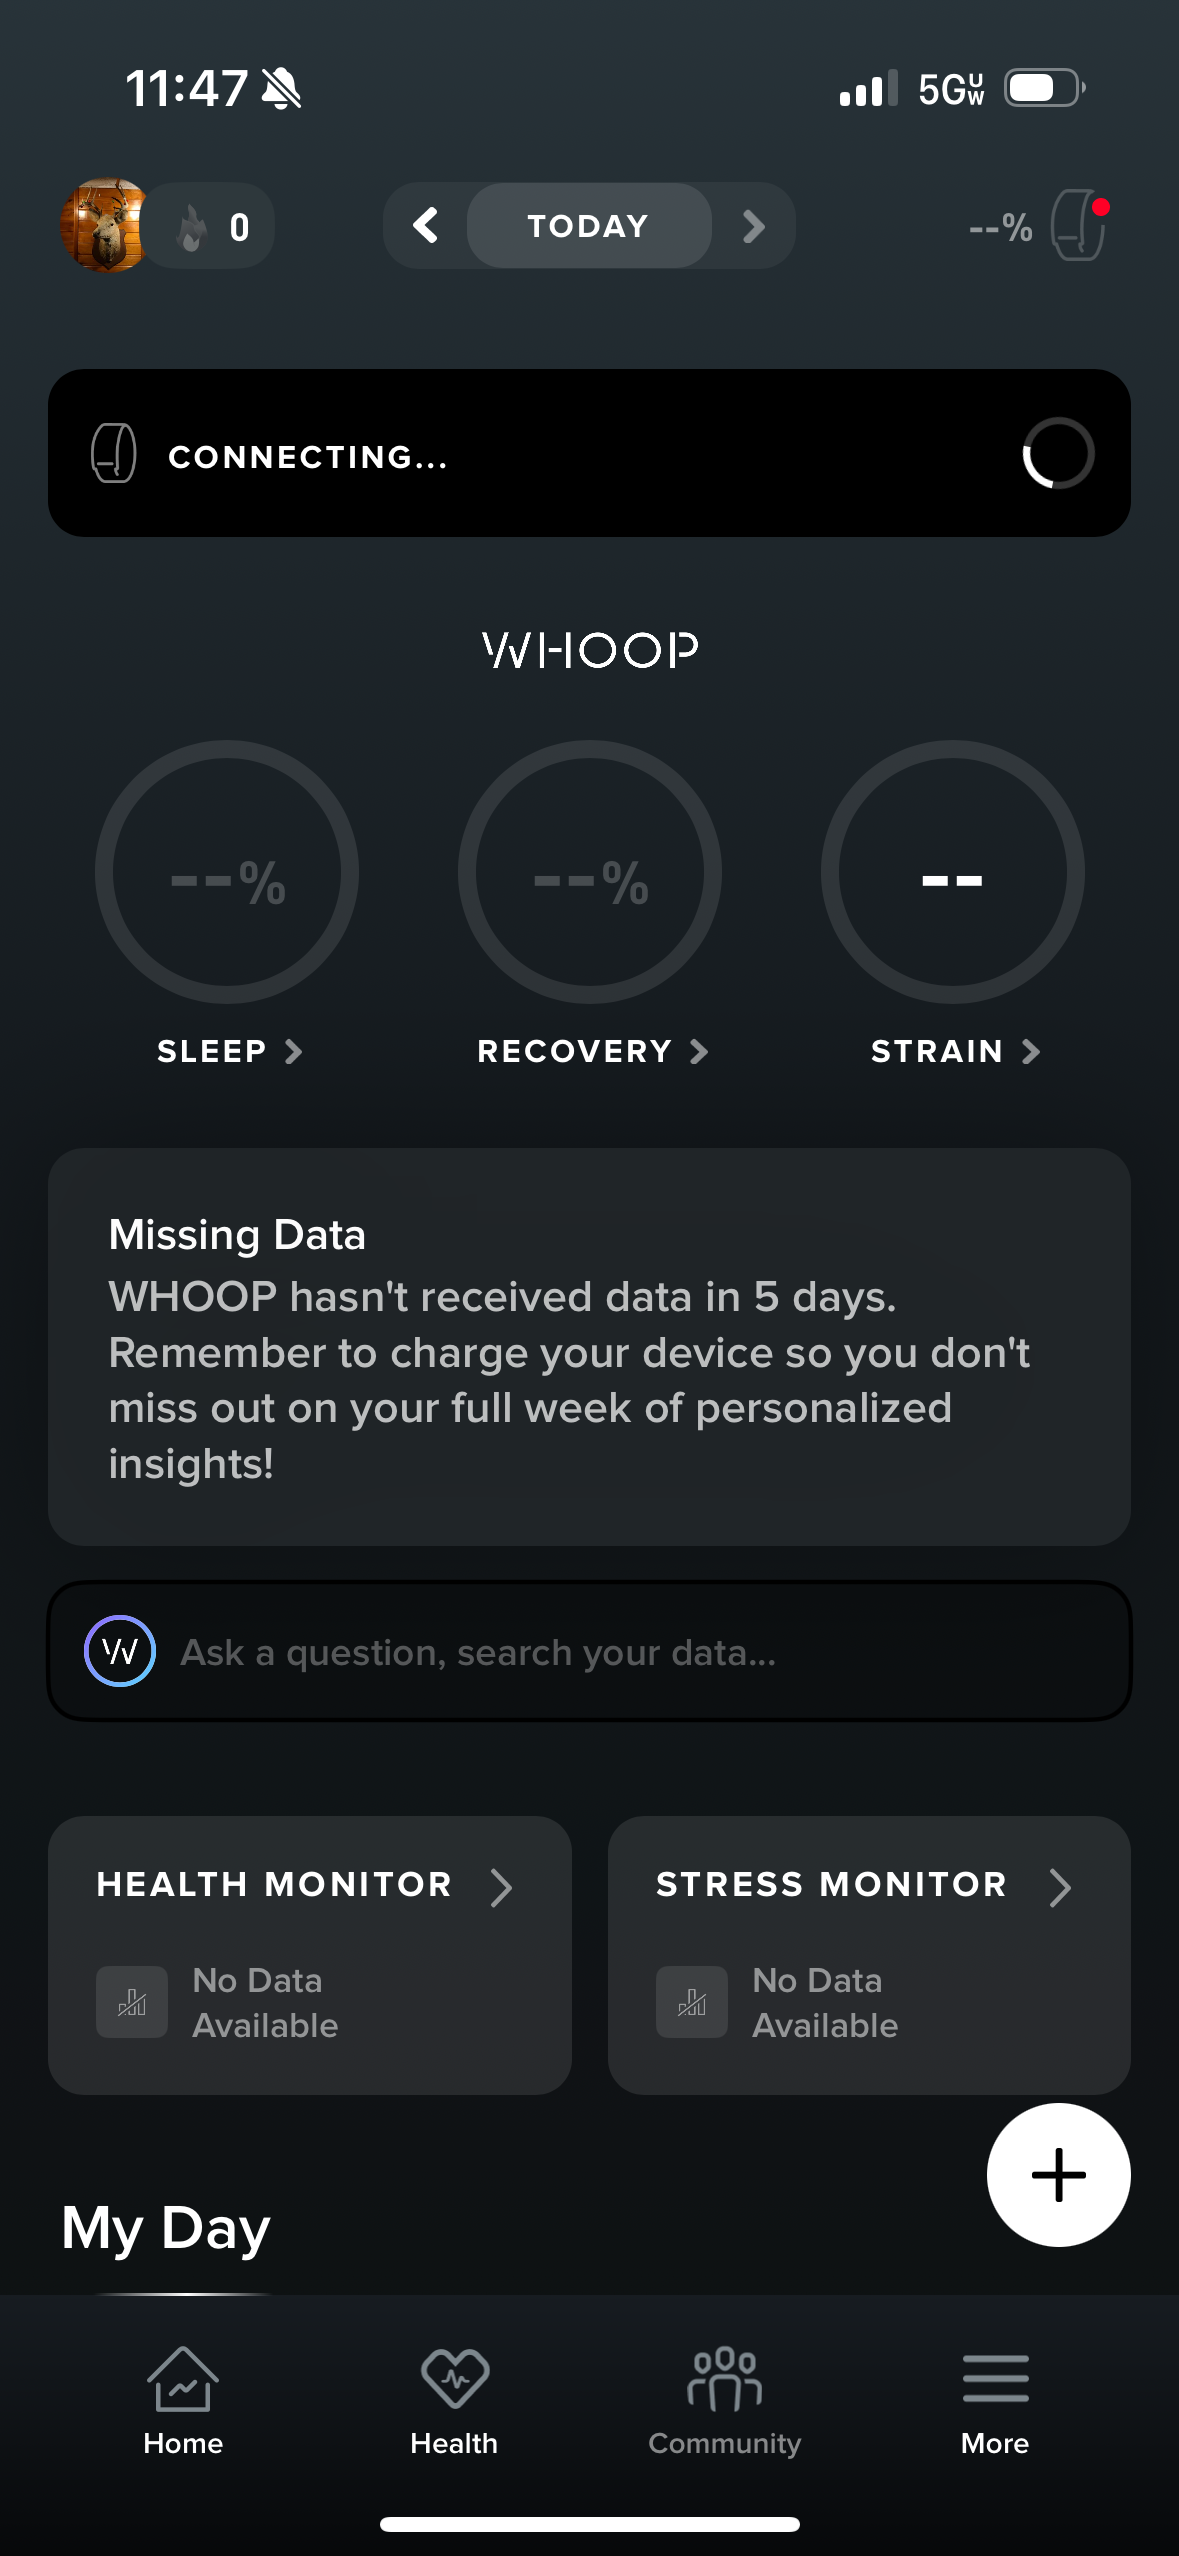 11:47 5GUW
0 TODAY --%
CONNECTING...
WHOOP
--% --% --
SLEEP RECOVERY STRAIN
Missing Data
WHOOP hasn't received data in 5 days.
Remember to charge your device so you don't
miss out on your full week of personalized
insights!
W Ask a question, search your data...
HEALTH MONITOR STRESS MONITOR
No Data No Data
Available Available
My Day
Home Health Community More